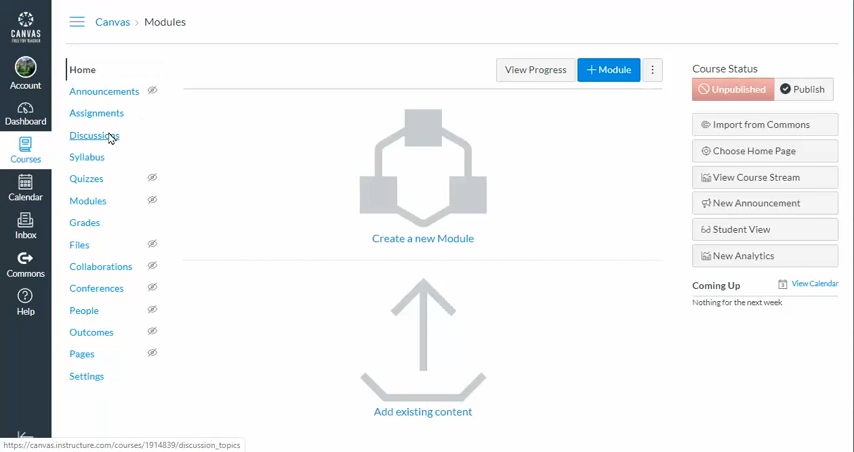 CANVAS
Account
Dashboard
Courses
Calendar
Inbox
Commons
Help
Canvas › Modules
Home
Announcements
Assignments
Discussions
Syllabus
Quizzes
Modules
Grades
Files
Collaborations
Conferences
People
Outcomes
Pages
Settings
View Progress
+ Module
Create a new Module
Add existing content
Course Status
Unpublished
Publish
Import from Commons
Choose Home Page
View Course Stream
New Announcement
Student View
New Analytics
Coming Up
View Calendar
Nothing for the next week
https://canvas.instructure.com/courses/1914839/discussion_topics